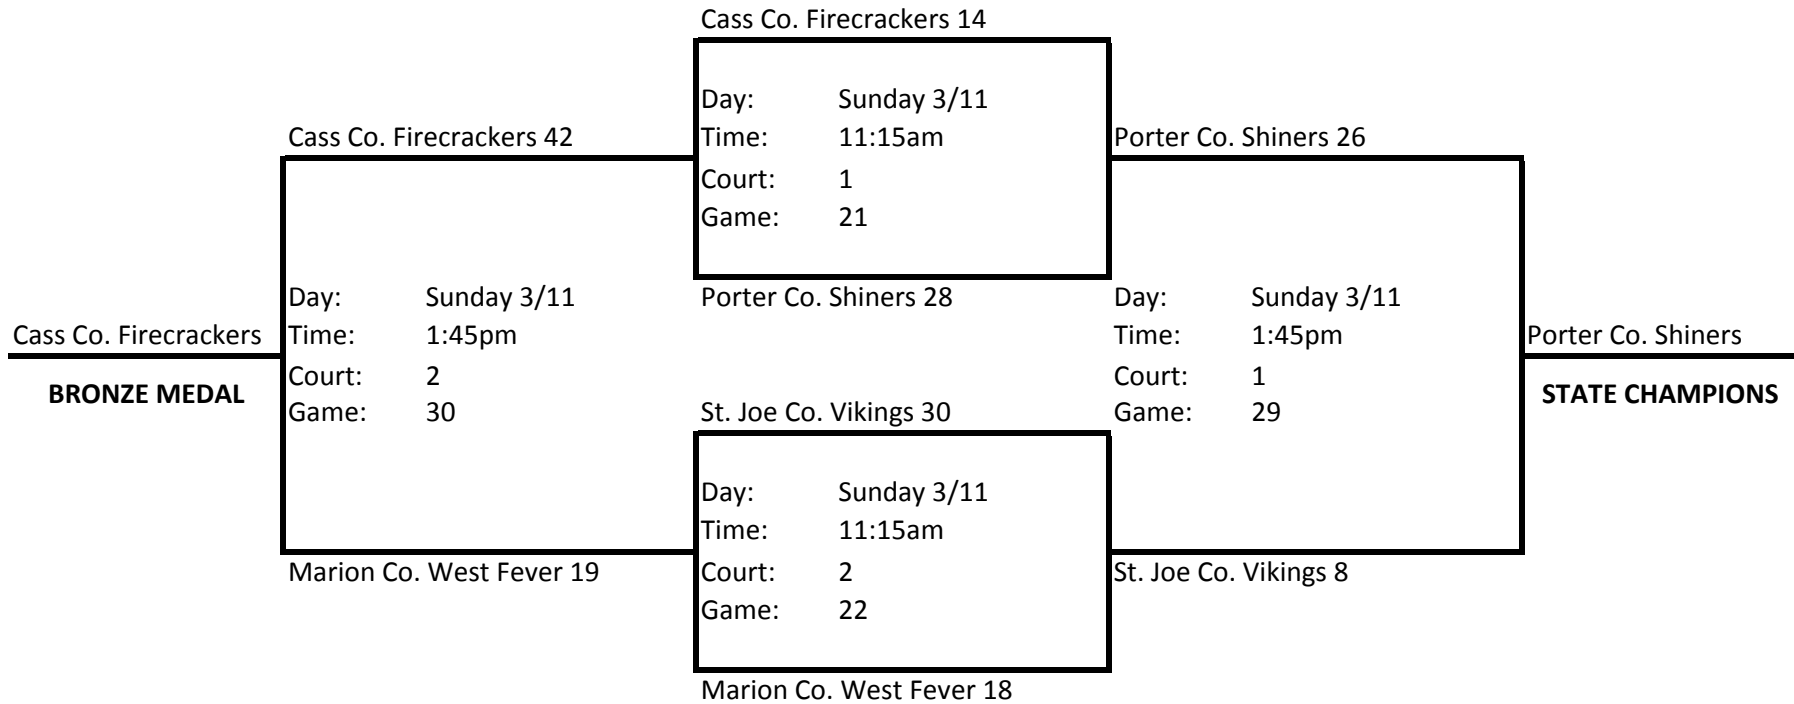 Cass Co. Firecrackers 14
Day: Sunday 3/11
Cass Co. Firecrackers 42
Time: 11:15am
Porter Co. Shiners 26
Court: 1
Game: 21
Day: Sunday 3/11
Porter Co. Shiners 28
Day: Sunday 3/11
Cass Co. Firecrackers
Time: 1:45pm
Time: 1:45pm
Porter Co. Shiners
BRONZE MEDAL
Court: 2
Court: 1
STATE CHAMPIONS
Game: 30
St. Joe Co. Vikings 30
Game: 29
Day: Sunday 3/11
Time: 11:15am
Marion Co. West Fever 19
Court: 2
St. Joe Co. Vikings 8
Game: 22
Marion Co. West Fever 18